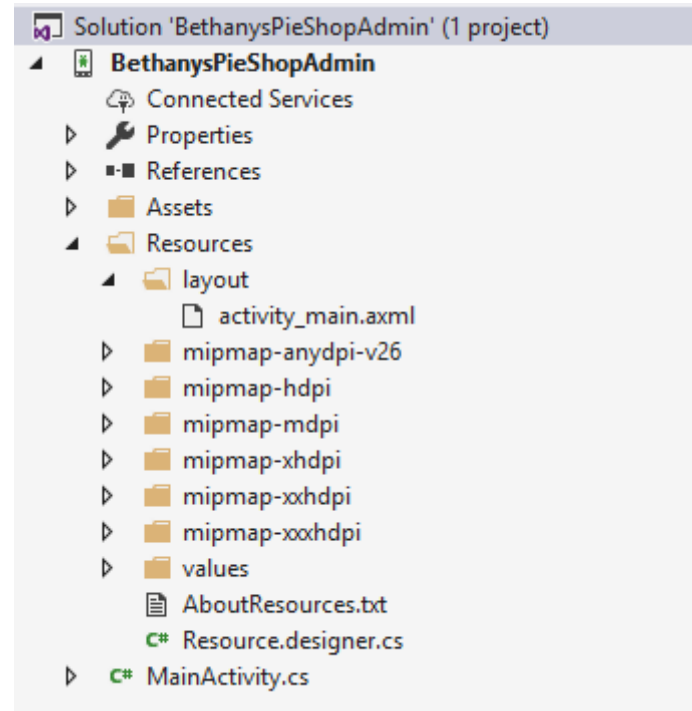 Solution 'BethanysPieShopAdmin' (1 project)
BethanysPieShopAdmin
Connected Services
Properties
References
Assets
Resources
layout
activity_main.axml
mipmap-anydpi-v26
mipmap-hdpi
mipmap-mdpi
mipmap-xhdpi
mipmap-xxhdpi
mipmap-xxxhdpi
values
AboutResources.txt
C# Resource.designer.cs
C# MainActivity.cs